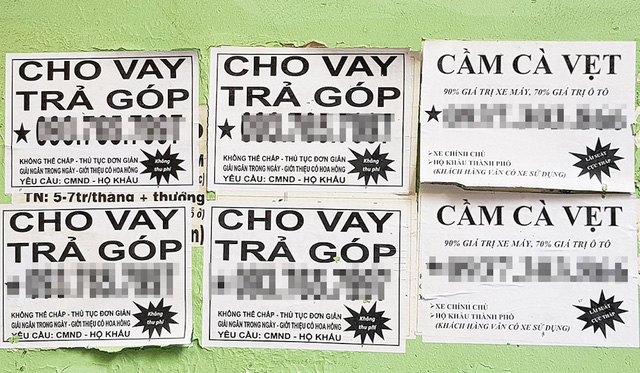 CHO VAY
TRẢ GÓP
KHÔNG THẾ CHẤP - THỦ TỤC ĐƠN GIẢN
GIẢI NGÂN TRONG NGÀY - GIỚI THIỆU CÓ HOA HỒNG
YÊU CẦU: CMND - HỘ KHẨU
Không
thu phí
CHO VAY
TRẢ GÓP
KHÔNG THẾ CHẤP - THỦ TỤC ĐƠN GIẢN
GIẢI NGÂN TRONG NGÀY - GIỚI THIỆU CÓ HOA HỒNG
YÊU CẦU: CMND - HỘ KHẨU
Không
thu phí
CẦM CÀ VẸT
90% GIÁ TRỊ XE MÁY, 70% GIÁ TRỊ Ô TÔ
XE CHÍNH CHỦ
HỘ KHẨU THÀNH PHỐ
(KHÁCH HÀNG VẪN CÓ XE SỬ DỤNG)
LÃI SUẤT
CỰC THẤP
TN: 5-7tr/tháng + thưởng
CHO VAY
TRẢ GÓP
KHÔNG THẾ CHẤP - THỦ TỤC ĐƠN GIẢN
GIẢI NGÂN TRONG NGÀY - GIỚI THIỆU CÓ HOA HỒNG
YÊU CẦU: CMND - HỘ KHẨU
Không
thu phí
CHO VAY
TRẢ GÓP
KHÔNG THẾ CHẤP - THỦ TỤC ĐƠN GIẢN
GIẢI NGÂN TRONG NGÀY - GIỚI THIỆU CÓ HOA HỒNG
YÊU CẦU: CMND - HỘ KHẨU
Không
thu phí
CẦM CÀ VẸT
90% GIÁ TRỊ XE MÁY, 70% GIÁ TRỊ Ô TÔ
XE CHÍNH CHỦ
HỘ KHẨU THÀNH PHỐ
(KHÁCH HÀNG VẪN CÓ XE SỬ DỤNG)
LÃI SUẤT
CỰC THẤP